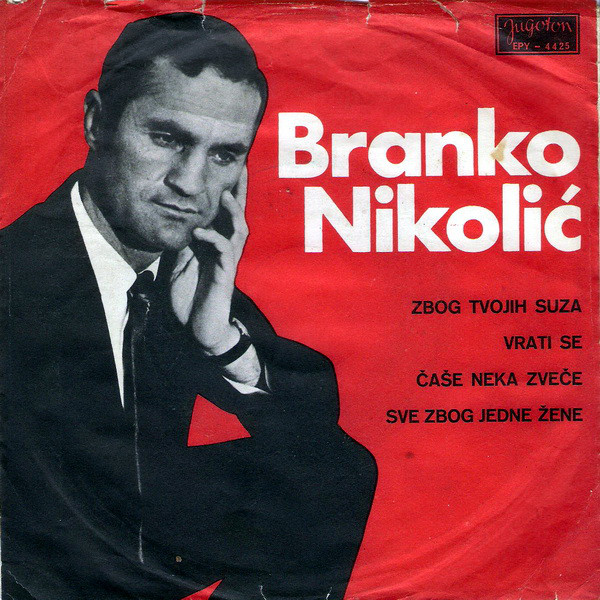 Jugoton
EPY - 4425
Branko
Nikolić
ZBOG TVOJIH SUZA
VRATI SE
ČAŠE NEKA ZVEČE
SVE ZBOG JEDNE ŽENE